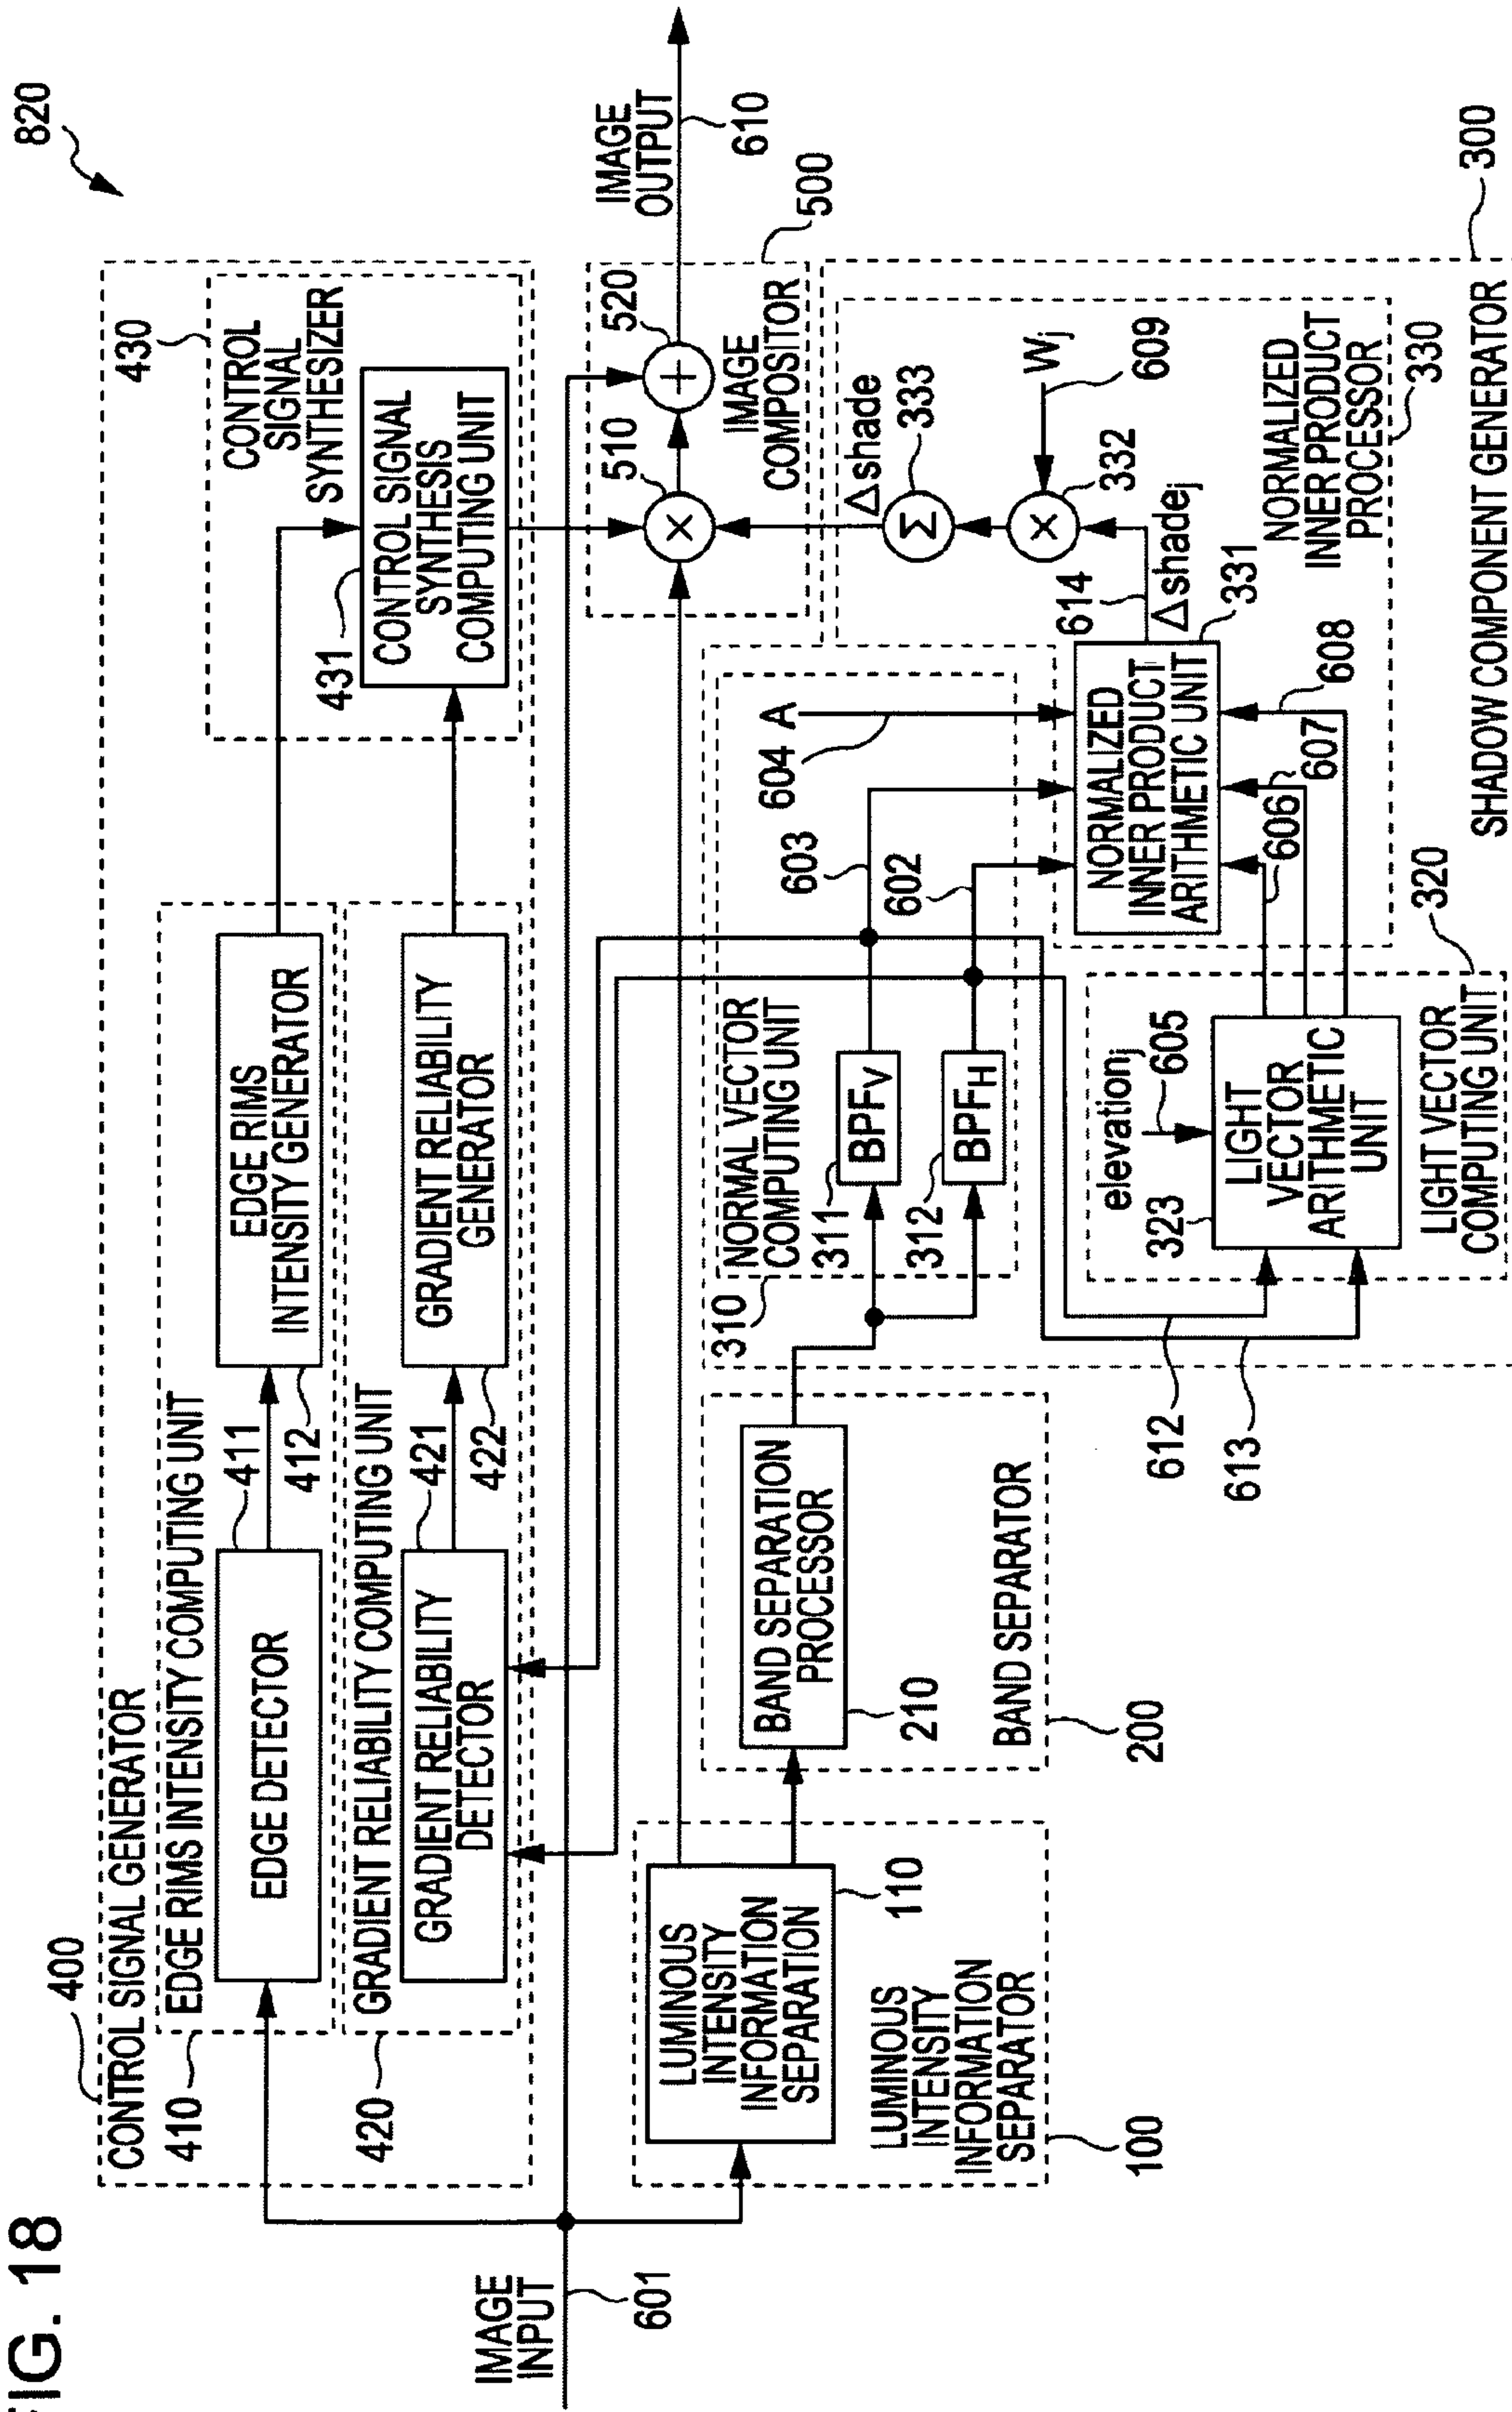 FIG. 18
820
400
CONTROL SIGNAL GENERATOR
410
EDGE RIMS INTENSITY COMPUTING UNIT
EDGE DETECTOR
411
EDGE RIMS
INTENSITY GENERATOR
412
420
GRADIENT RELIABILITY COMPUTING UNIT
GRADIENT RELIABILITY
DETECTOR
421
GRADIENT RELIABILITY
GENERATOR
422
430
CONTROL
SIGNAL
SYNTHESIZER
431
CONTROL SIGNAL
SYNTHESIS
COMPUTING UNIT
IMAGE
INPUT
601
IMAGE
OUTPUT
610
510
520
×
+
IMAGE
COMPOSITOR
500
LUMINOUS
INTENSITY
INFORMATION
SEPARATION
110
LUMINOUS
INTENSITY
INFORMATION
SEPARATOR
100
BAND SEPARATION
PROCESSOR
210
BAND SEPARATOR
200
310
NORMAL VECTOR
COMPUTING UNIT
311
BPFV
312
BPFH
603
602
604
A
NORMALIZED
INNER PRODUCT
ARITHMETIC UNIT
331
614
Δshadej
×
332
Wj
609
Σ
333
Δshade
NORMALIZED
INNER PRODUCT
PROCESSOR
330
606
607
608
elevationj
605
323
LIGHT
VECTOR
ARITHMETIC
UNIT
LIGHT VECTOR
COMPUTING UNIT
320
612
613
SHADOW COMPONENT GENERATOR
300